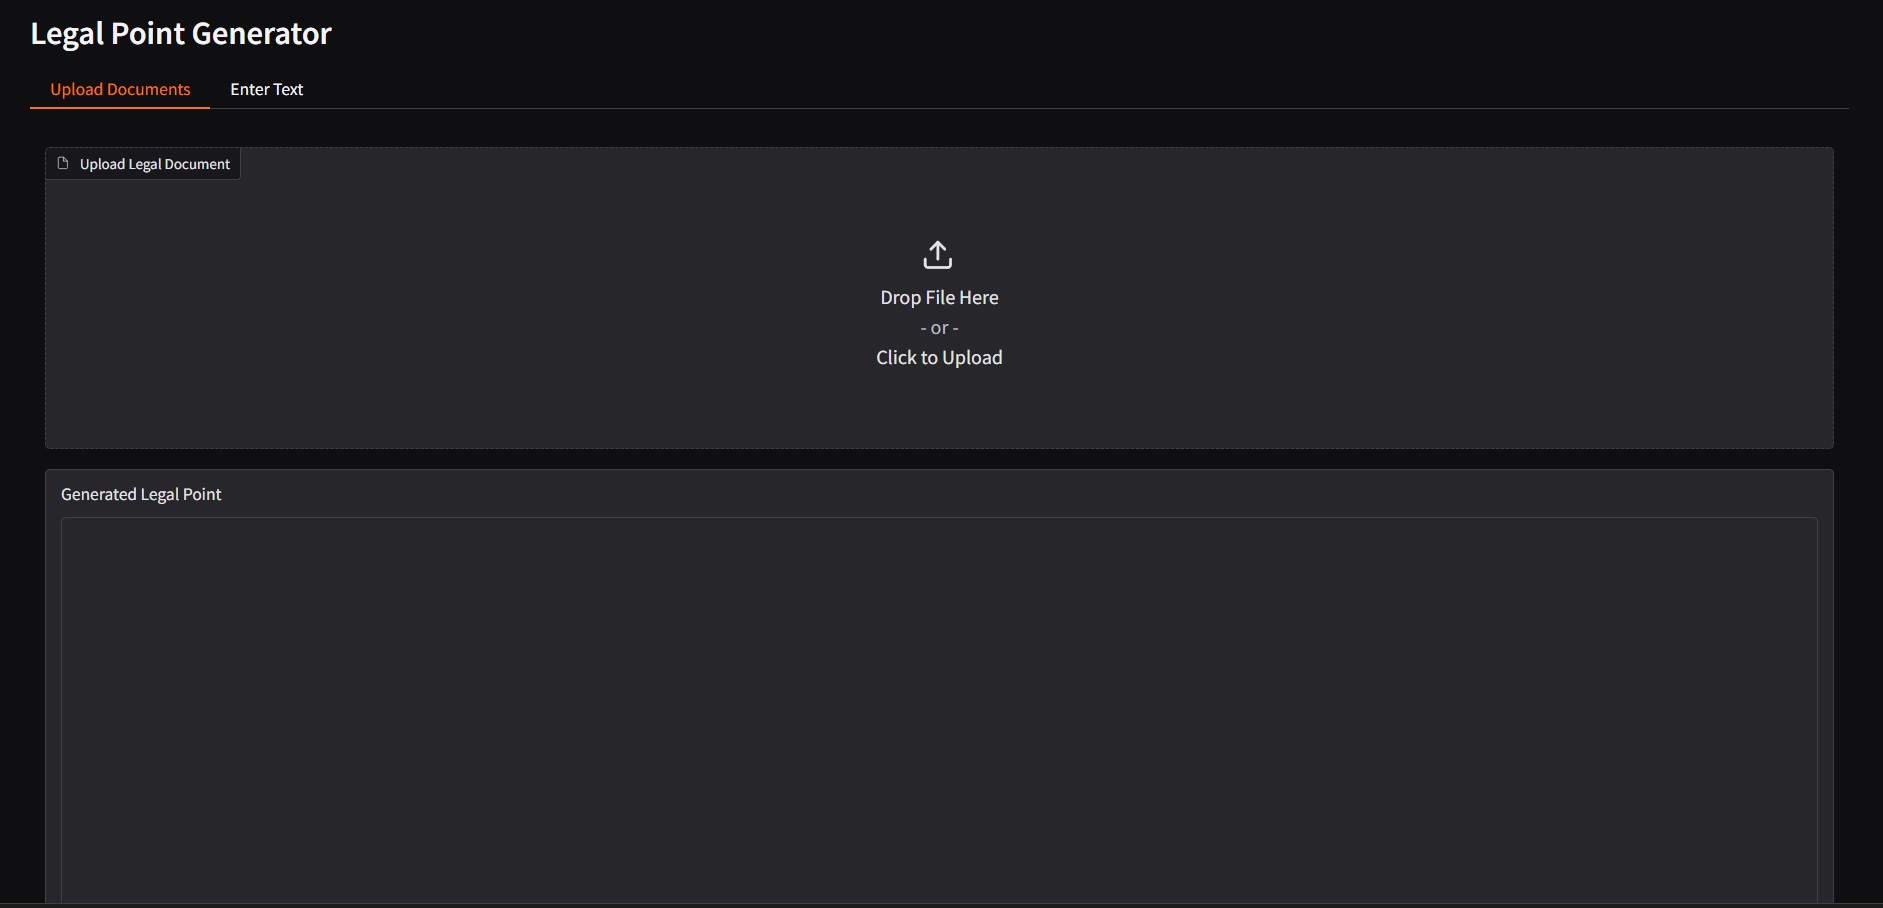 Legal Point Generator
Upload Documents
Enter Text
Upload Legal Document
Drop File Here
- or -
Click to Upload
Generated Legal Point